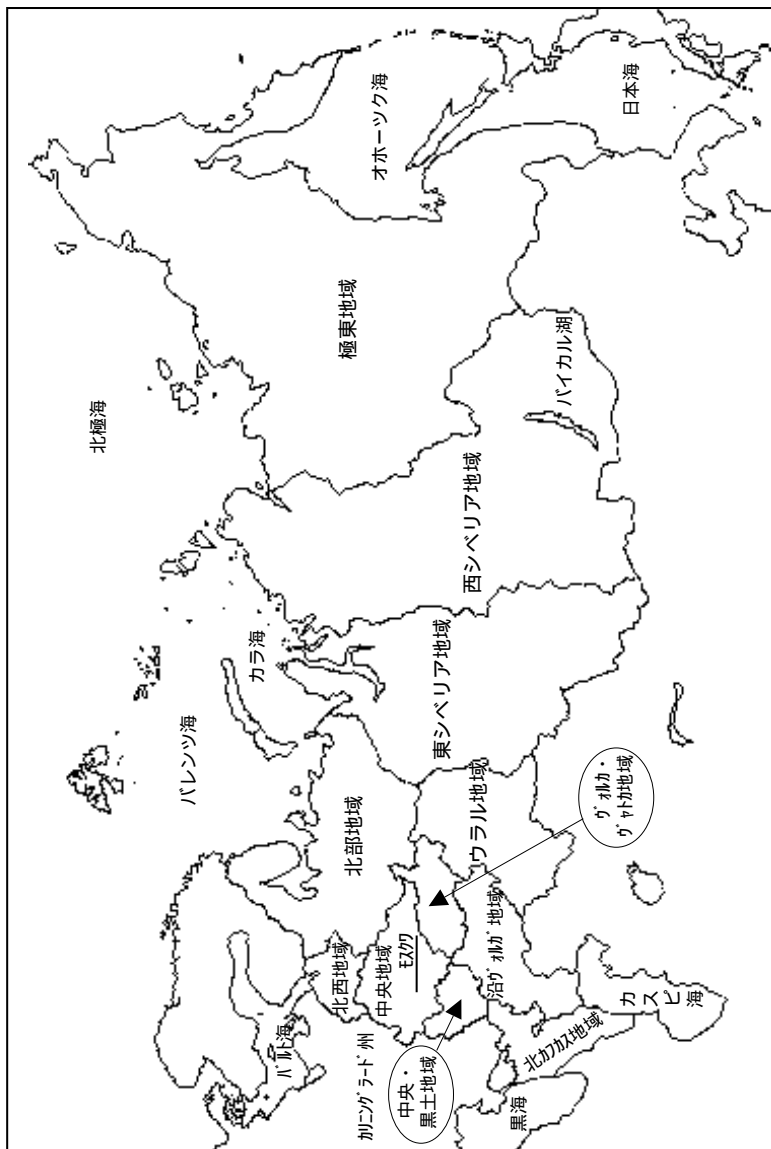 北極海
バレンツ海
カラ海
オホーツク海
日本海
極東地域
バイカル湖
西シベリア地域
東シベリア地域
北部地域
ウラル地域
ｳﾞｫﾙｶ・
ｳﾞｬﾄｶ地域
北西地域
中央地域
ﾓｽｸﾜ
沿ｳﾞｫﾙｶﾞ地域
バルト海
ｶﾘﾆﾝｸﾞﾗｰﾄﾞ州
中央・
黒土地域
北ｶﾌｶｽ地域
カスピ海
黒海